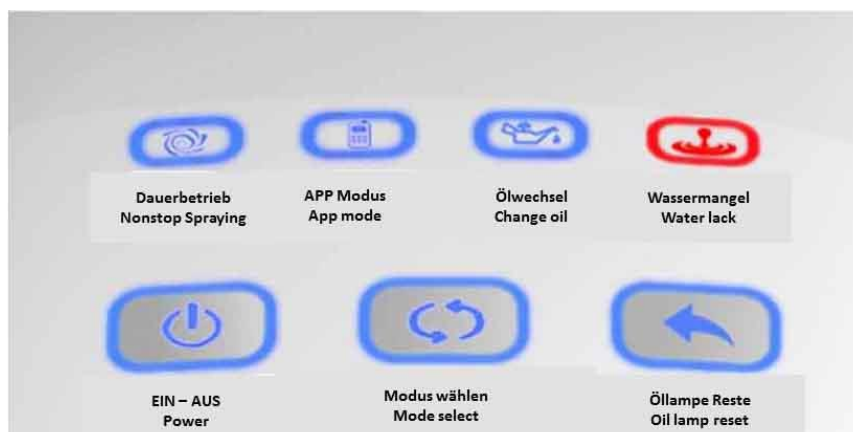 Dauerbetrieb
Nonstop Spraying
APP Modus
App mode
Ölwechsel
Change oil
Wassermangel
Water lack
EIN – AUS
Power
Modus wählen
Mode select
Öllampe Reste
Oil lamp reset